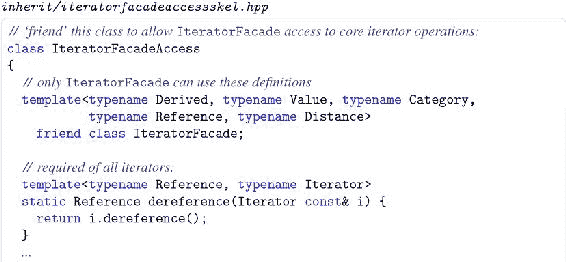 inherit/iteratorfacadeaccessskel.hpp
// ‘friend’ this class to allow IteratorFacade access to core iterator operations:
class IteratorFacadeAccess
{
// only IteratorFacade can use these definitions
template<typename Derived, typename Value, typename Category,
typename Reference, typename Distance>
friend class IteratorFacade;
// required of all iterators:
template<typename Reference, typename Iterator>
static Reference dereference(Iterator const& i) {
return i.dereference();
}
...